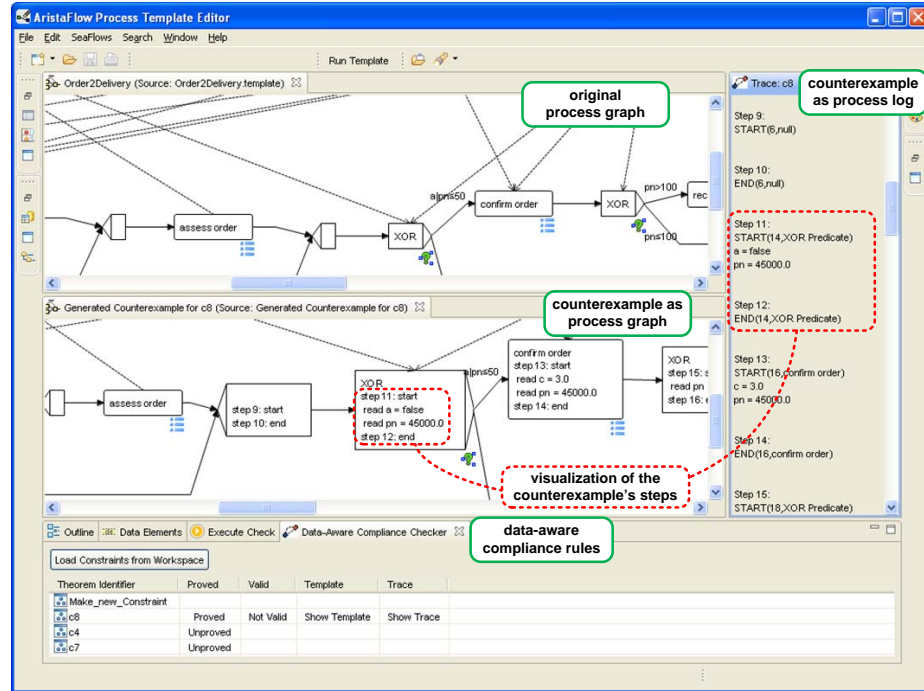 AristaFlow Process Template Editor
File Edit SeaFlows Search Window Help
Run Template
Order2Delivery (Source: Order2Delivery.template)
original
process graph
assess order
XOR
a|pn≤50
confirm order
XOR
pn>100
pn≤100
rec
Generated Counterexample for c8 (Source: Generated Counterexample for c8)
counterexample as
process graph
assess order
step 9: start
step 10: end
XOR
step 11: start
read a = false
read pn = 45000.0
step 12: end
a|pn≤50
confirm order
step 13: start
read c = 3.0
read pn = 45000.0
step 14: end
XOR
step 15: s
read pn
step 16: e
visualization of the
counterexample's steps
Trace: c8
counterexample
as process log
Step 9:
START(6,null)
Step 10:
END(6,null)
Step 11:
START(14,XOR Predicate)
a = false
pn = 45000.0
Step 12:
END(14,XOR Predicate)
Step 13:
START(16,confirm order)
c = 3.0
pn = 45000.0
Step 14:
END(16,confirm order)
Step 15:
START(18,XOR Predicate)
Outline Data Elements Execute Check Data-Aware Compliance Checker
data-aware
compliance rules
Load Constraints from Workspace
Theorem Identifier Proved Valid Template Trace
Make_new_Constraint
c8 Proved Not Valid Show Template Show Trace
c4 Unproved
c7 Unproved